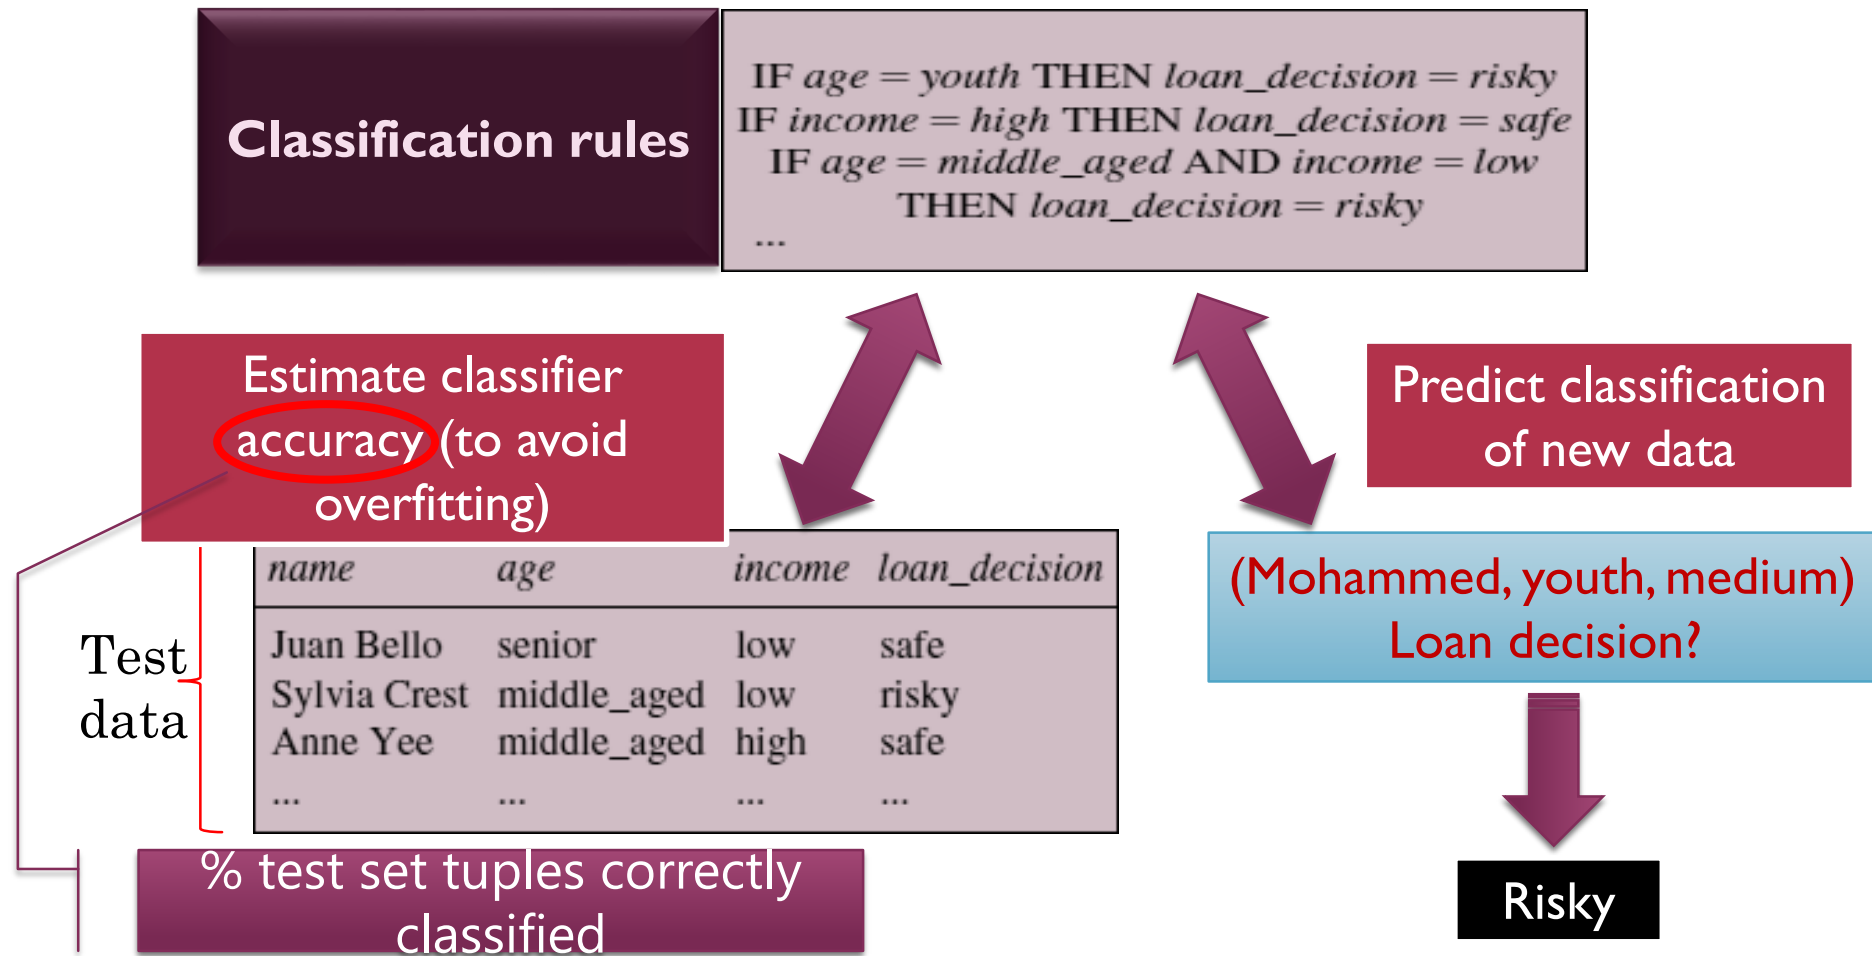 Classification rules
IF age = youth THEN loan_decision = risky
IF income = high THEN loan_decision = safe
IF age = middle_aged AND income = low
THEN loan_decision = risky
...
Estimate classifier
accuracy (to avoid
overfitting)
Predict classification
of new data
name age income loan_decision
Juan Bello senior low safe
Sylvia Crest middle_aged low risky
Anne Yee middle_aged high safe
... ... ... ...
Test
data
(Mohammed, youth, medium)
Loan decision?
% test set tuples correctly
classified
Risky